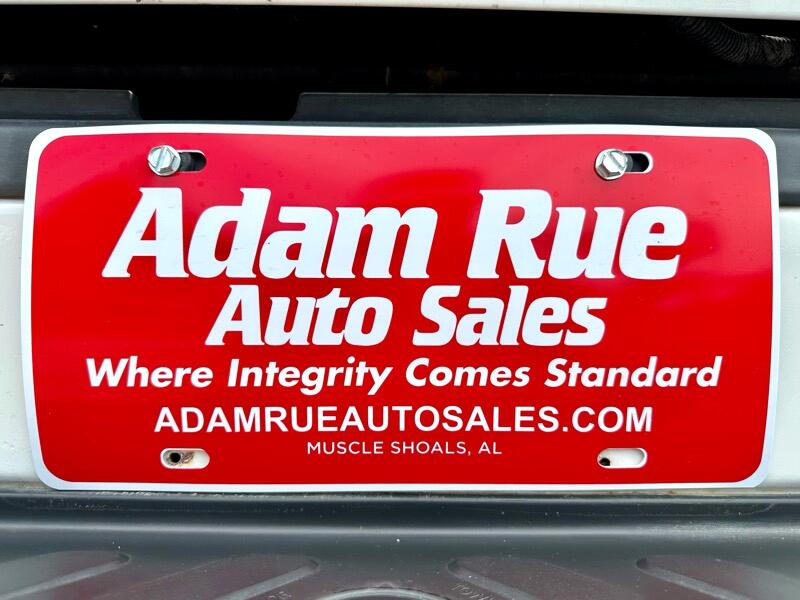 Adam Rue
Auto Sales
Where Integrity Comes Standard
ADAMRUEAUTOSALES.COM
MUSCLE SHOALS, AL